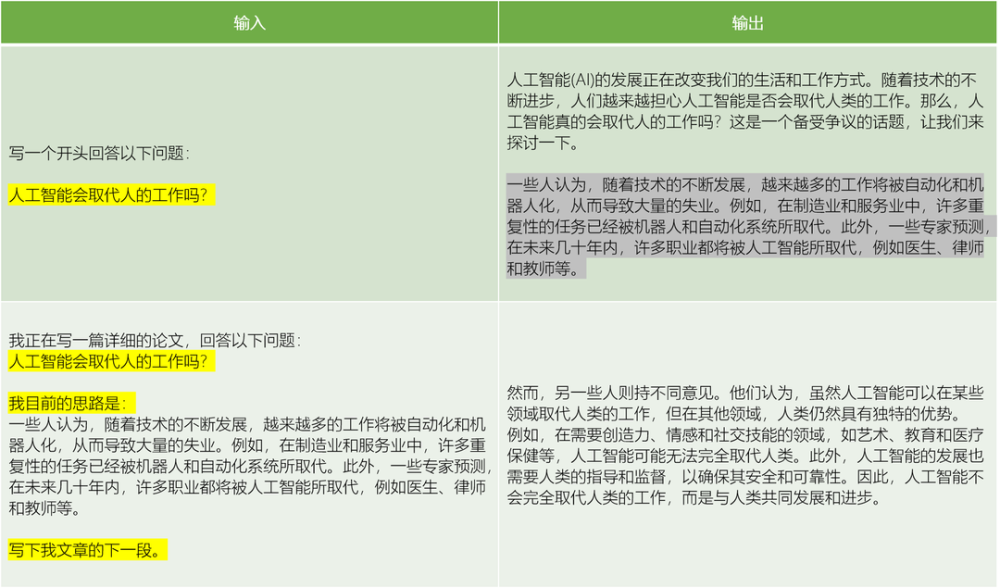 输入
输出
写一个开头回答以下问题：
人工智能会取代人的工作吗？
人工智能(AI)的发展正在改变我们的生活和工作方式。随着技术的不
断进步，人们越来越担心人工智能是否会取代人类的工作。那么，人
工智能真的会取代人的工作吗？这是一个备受争议的话题，让我们来
探讨一下。
一些人认为，随着技术的不断发展，越来越多的工作将被自动化和机
器人化，从而导致大量的失业。例如，在制造业和服务业中，许多重
复性的任务已经被机器人和自动化系统所取代。此外，一些专家预测，
在未来几十年内，许多职业都将被人工智能所取代，例如医生、律师
和教师等。
我正在写一篇详细的论文，回答以下问题：
人工智能会取代人的工作吗？
我目前的思路是：
一些人认为，随着技术的不断发展，越来越多的工作将被自动化和机
器人化，从而导致大量的失业。例如，在制造业和服务业中，许多重
复性的任务已经被机器人和自动化系统所取代。此外，一些专家预测，
在未来几十年内，许多职业都将被人工智能所取代，例如医生、律师
和教师等。
写下我文章的下一段。
然而，另一些人则持不同意见。他们认为，虽然人工智能可以在某些
领域取代人类的工作，但在其他领域，人类仍然具有独特的优势。
例如，在需要创造力、情感和社交技能的领域，如艺术、教育和医疗
保健等，人工智能可能无法完全取代人类。此外，人工智能的发展也
需要人类的指导和监督，以确保其安全和可靠性。因此，人工智能不
会完全取代人类的工作，而是与人类共同发展和进步。